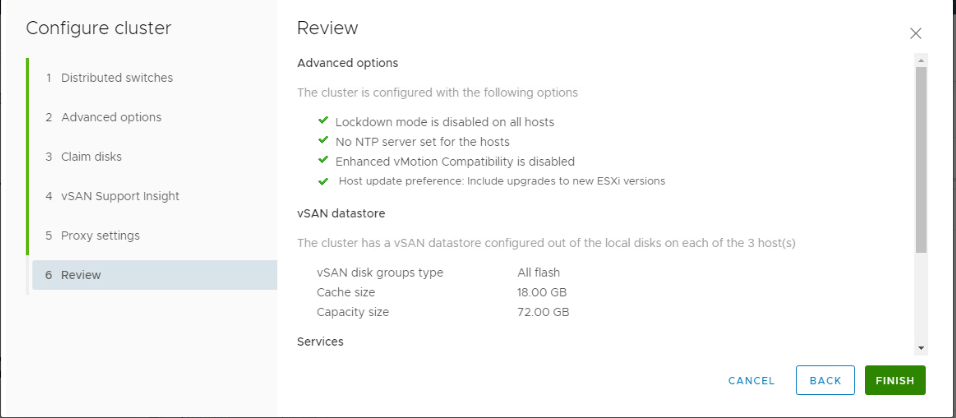 Configure cluster
1 Distributed switches
2 Advanced options
3 Claim disks
4 vSAN Support Insight
5 Proxy settings
6 Review
Review
Advanced options
The cluster is configured with the following options
Lockdown mode is disabled on all hosts
No NTP server set for the hosts
Enhanced vMotion Compatibility is disabled
Host update preference: Include upgrades to new ESXi versions
vSAN datastore
The cluster has a vSAN datastore configured out of the local disks on each of the 3 host(s)
vSAN disk groups type All flash
Cache size 18.00 GB
Capacity size 72.00 GB
Services
CANCEL BACK FINISH